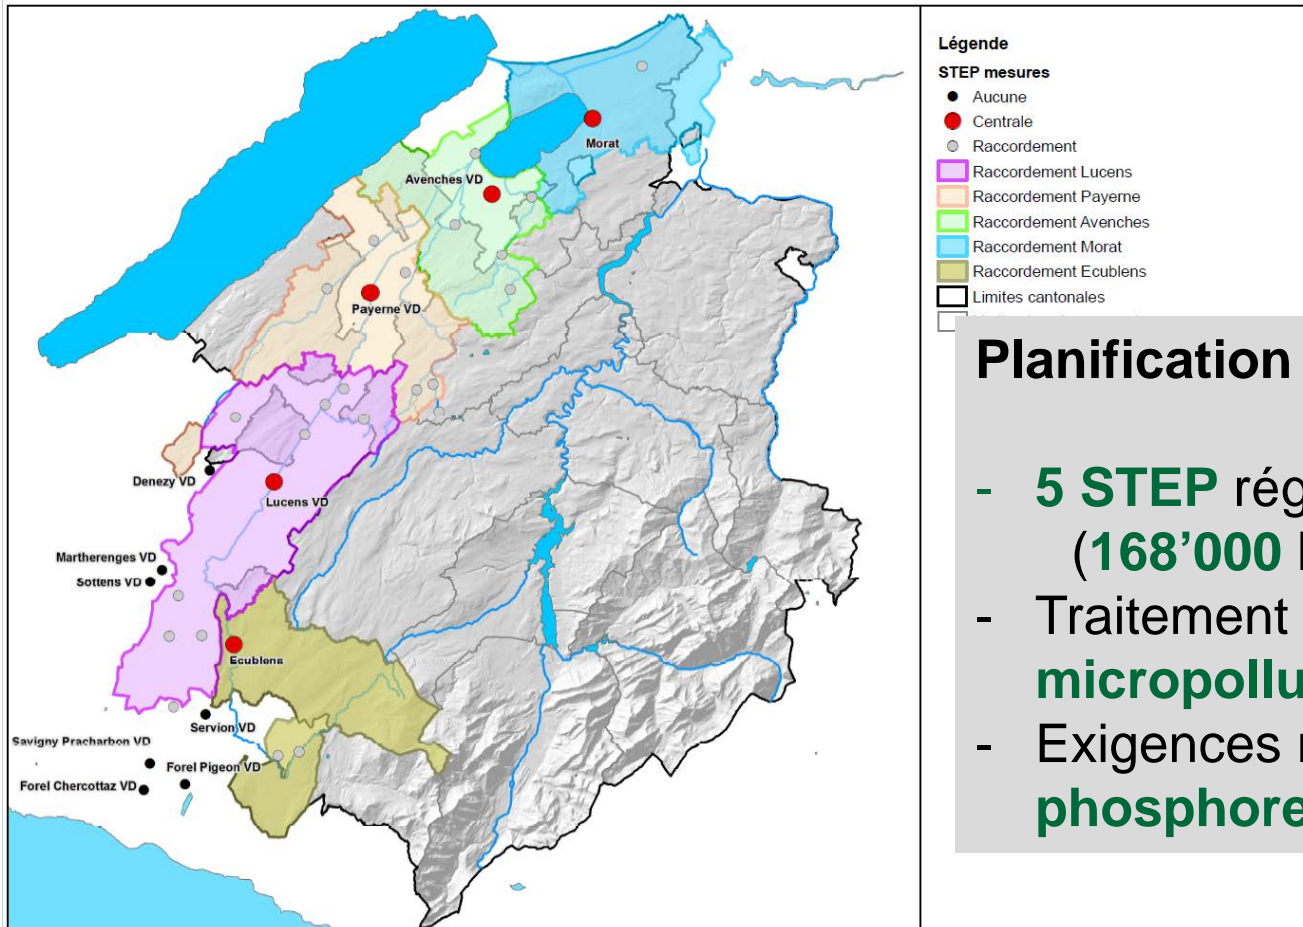 Morat
Avenches VD
Payerne VD
Denezy VD
Lucens VD
Martherenges VD
Sottens VD
Ecublens
Servion VD
Savigny Pracharbon VD
Forel Pigeon VD
Forel Chercottaz VD
Légende
STEP mesures
Aucune
Centrale
Raccordement
Raccordement Lucens
Raccordement Payerne
Raccordement Avenches
Raccordement Morat
Raccordement Ecublens
Limites cantonales
Planification
- 5 STEP rég
(168’000
- Traitement
micropollu
- Exigences
phosphore